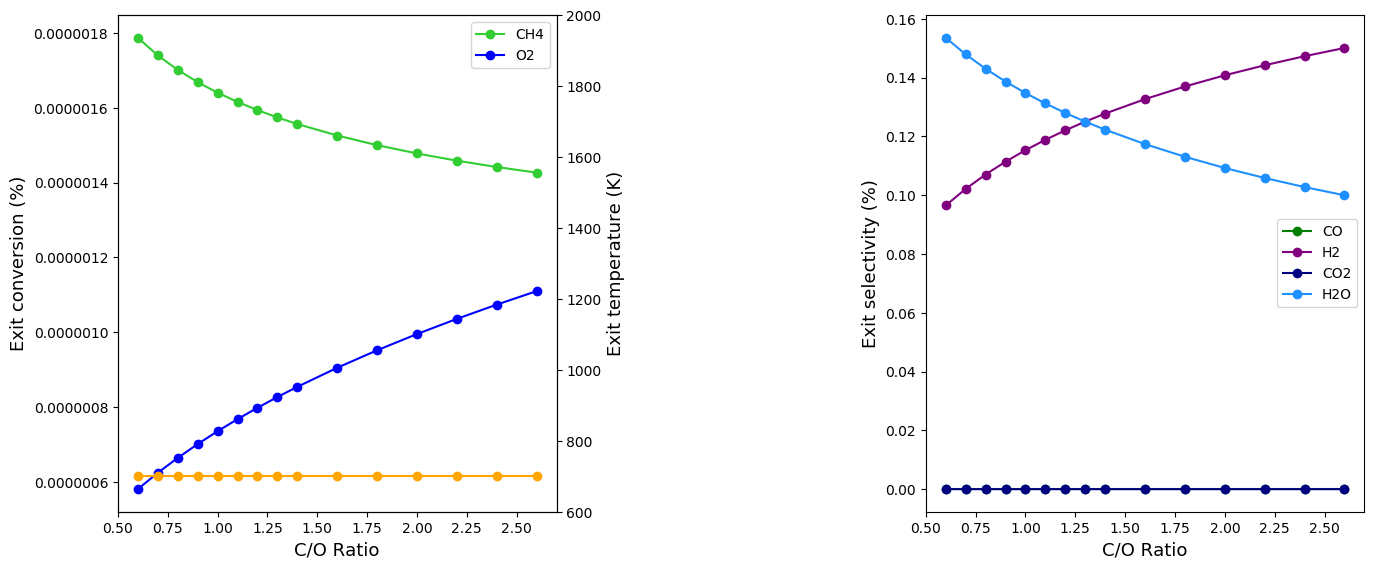 0.0000018
0.0000016
0.0000014
0.0000012
0.0000010
0.0000008
0.0000006
Exit conversion (%)
0.50 0.75 1.00 1.25 1.50 1.75 2.00 2.25 2.50
C/O Ratio
CH4
O2
2000
1800
1600
1400
1200
1000
800
600
Exit temperature (K)
0.16
0.14
0.12
0.10
0.08
0.06
0.04
0.02
0.00
Exit selectivity (%)
0.50 0.75 1.00 1.25 1.50 1.75 2.00 2.25 2.50
C/O Ratio
CO
H2
CO2
H2O